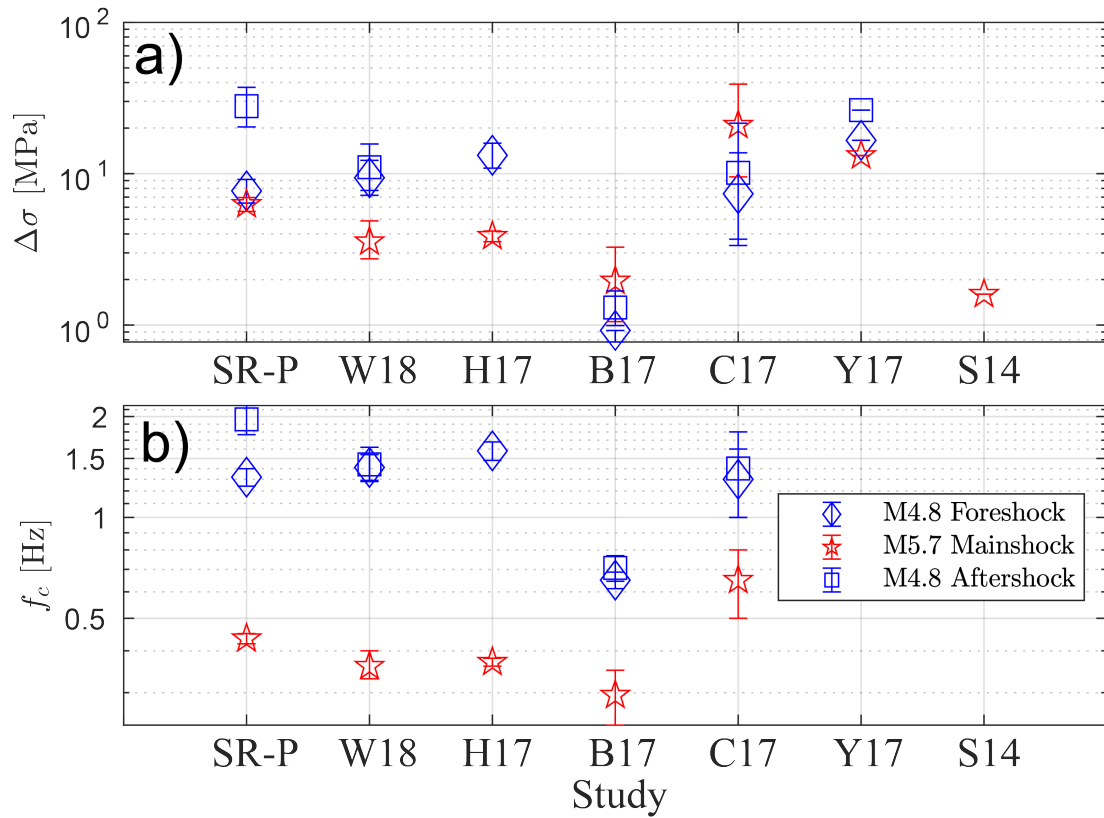 a)
10²
10¹
10⁰
Δσ [MPa]
SR-P W18 H17 B17 C17 Y17 S14
b)
2
1.5
1
0.5
f_c [Hz]
M4.8 Foreshock
M5.7 Mainshock
M4.8 Aftershock
SR-P W18 H17 B17 C17 Y17 S14
Study